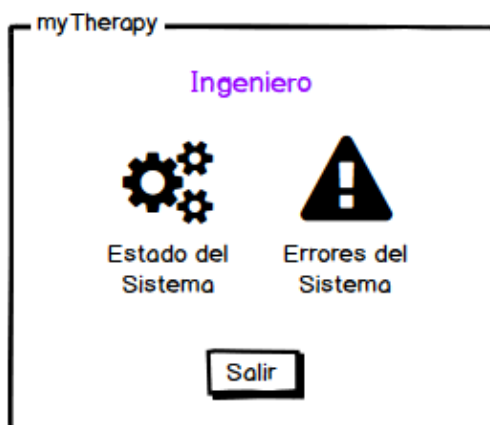 myTherapy
Ingeniero
Estado del
Sistema
Errores del
Sistema
Salir